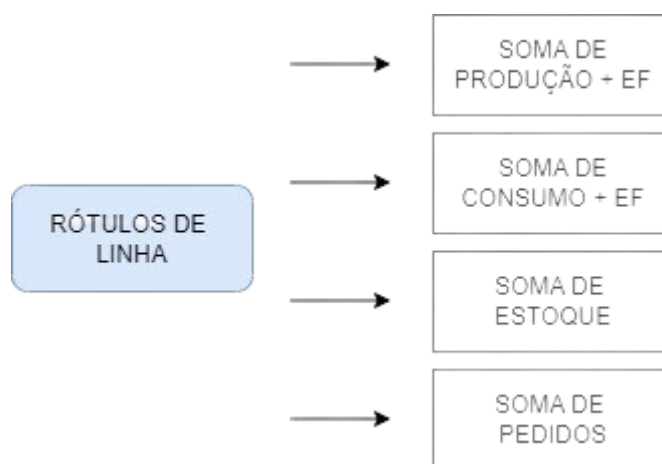 SOMA DE
PRODUÇÃO + EF
SOMA DE
CONSUMO + EF
RÓTULOS DE
LINHA
SOMA DE
ESTOQUE
SOMA DE
PEDIDOS